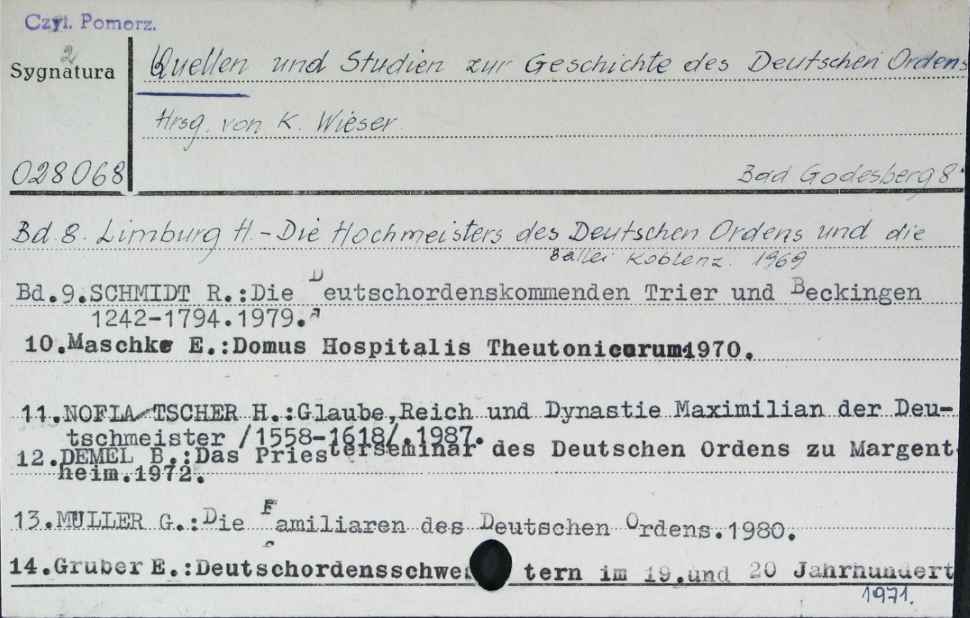 Czyt. Pomorz.
2
Sygnatura
Quellen und Studien zur Geschichte des Deutschen Ordens
Hrsg. von K. Wieser
028068
Bad Godesberg 8°
Bd. 8. Limburg H. - Die Hochmeisters des Deutschen Ordens und die
Ballei Koblenz. 1969
Bd.9.SCHMIDT R.:Die Deutschordenskommenden Trier und Beckingen
1242-1794.1979.
10.Maschke E.:Domus Hospitalis Theutonicorum1970.
11.NOFLATSCHER H.:Glaube,Reich und Dynastie Maximilian der Deu-
tschmeister /1558-1618/.1987.
12.DEMEL B.:Das Priesterseminar des Deutschen Ordens zu Margent
heim.1972.
13.MULLER G.:Die Familiaren des Deutschen Ordens.1980.
14.Gruber E.:Deutschordensschwe tern im 19.und 20 Jahrhundert
1971.